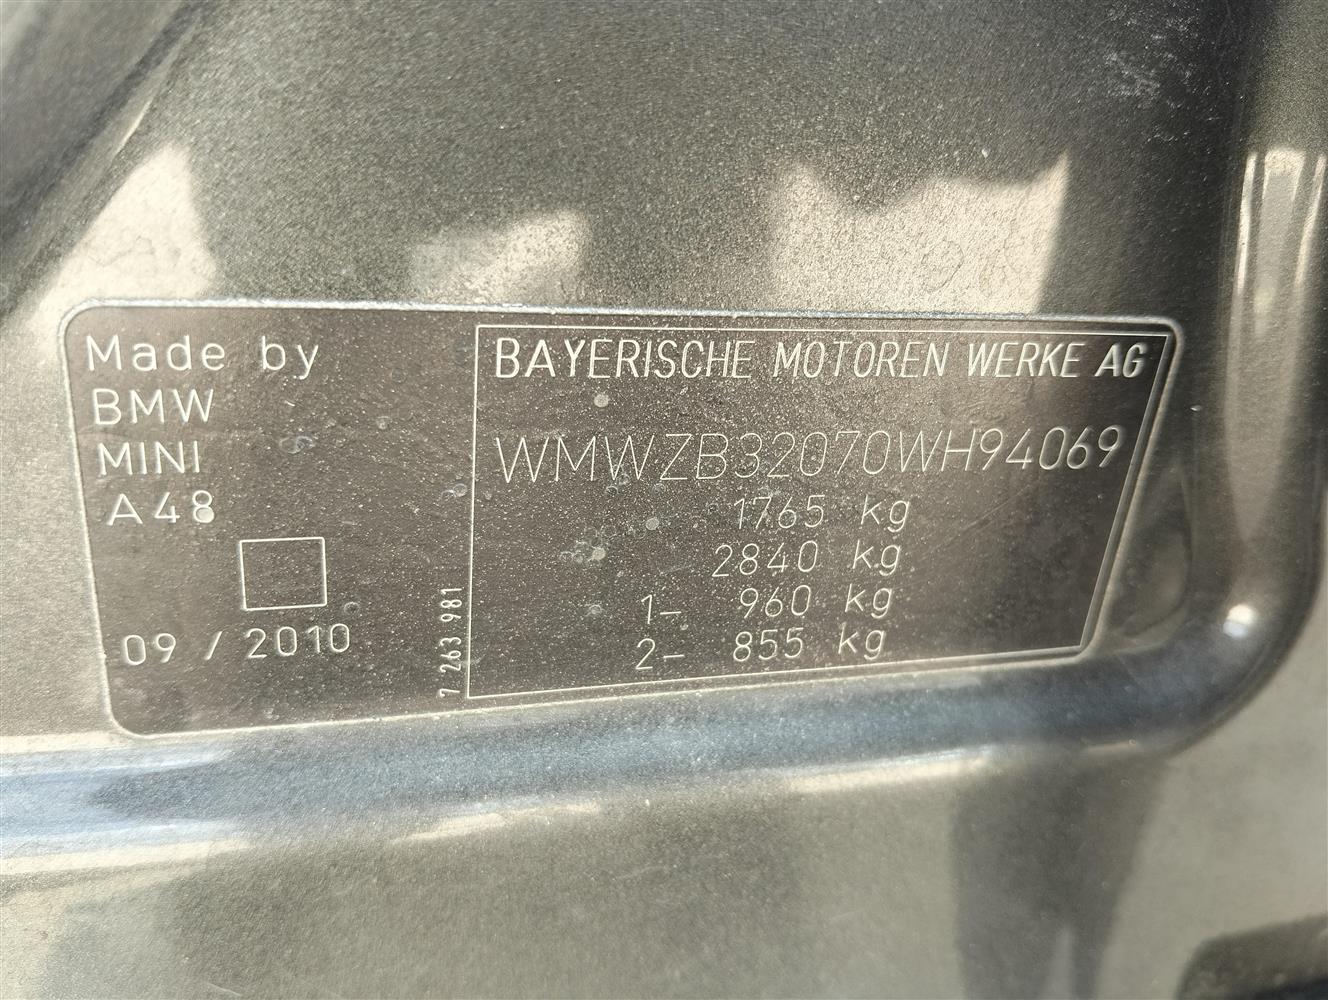 Made by
BMW
MINI
A48
09 / 2010
7 263 981
BAYERISCHE MOTOREN WERKE AG
WMWZB32070WH94069
1765 kg
2840 kg
1- 960 kg
2- 855 kg